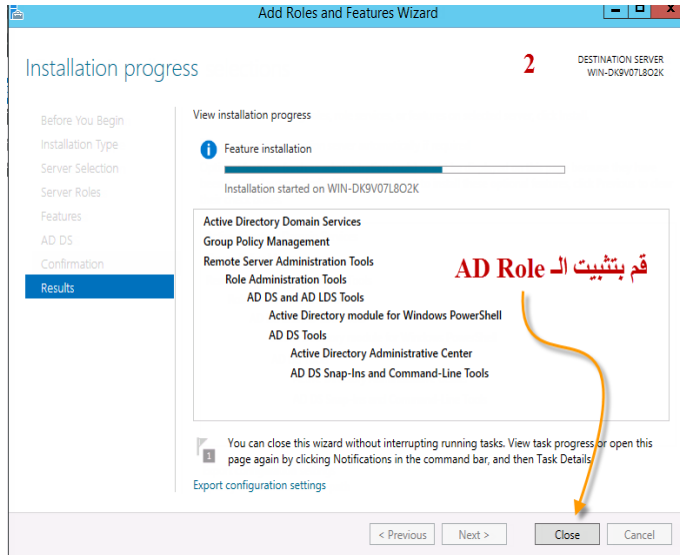 Add Roles and Features Wizard
Installation progress
2
DESTINATION SERVER
WIN-DK9V07L8O2K
Before You Begin
Installation Type
Server Selection
Server Roles
Features
AD DS
Confirmation
Results
View installation progress
Feature installation
Installation started on WIN-DK9V07L8O2K
Active Directory Domain Services
Group Policy Management
Remote Server Administration Tools
Role Administration Tools
AD DS and AD LDS Tools
Active Directory module for Windows PowerShell
AD DS Tools
Active Directory Administrative Center
AD DS Snap-Ins and Command-Line Tools
قم بتثبيت الـ AD Role
1
You can close this wizard without interrupting running tasks. View task progress or open this
page again by clicking Notifications in the command bar, and then Task Details.
Export configuration settings
< Previous
Next >
Close
Cancel